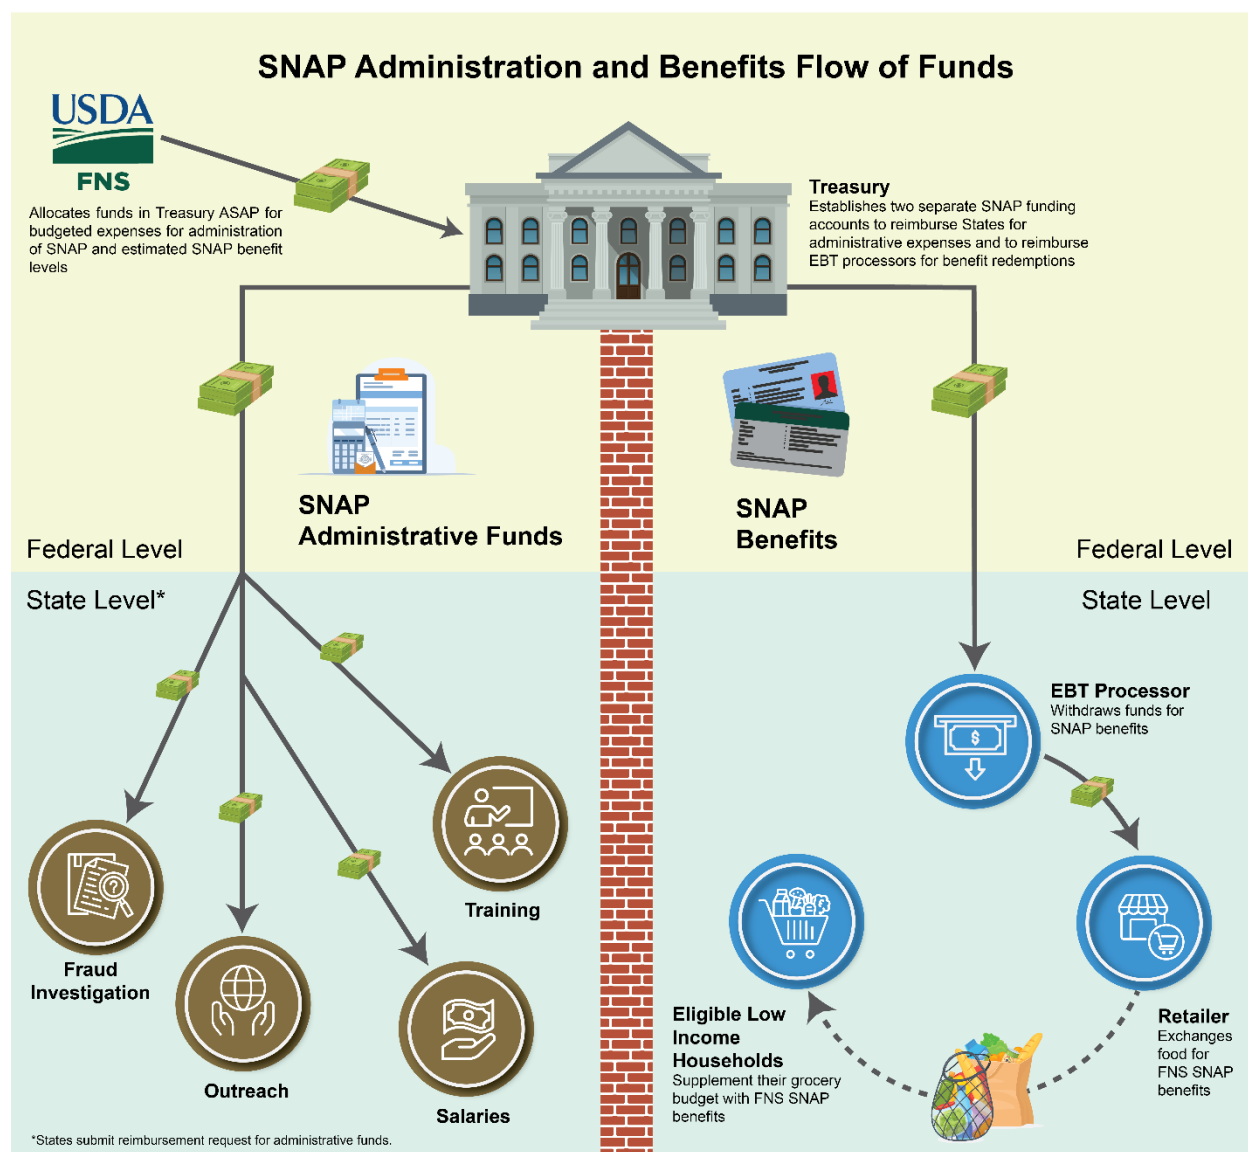 SNAP Administration and Benefits Flow of Funds
USDA
FNS
Allocates funds in Treasury ASAP for
budgeted expenses for administration
of SNAP and estimated SNAP benefit
levels
Treasury
Establishes two separate SNAP funding
accounts to reimburse States for
administrative expenses and to reimburse
EBT processors for benefit redemptions
SNAP
Administrative Funds
SNAP
Benefits
Federal Level
Federal Level
State Level*
State Level
EBT Processor
Withdraws funds for
SNAP benefits
$
Training
?
Fraud
Investigation
Outreach
Salaries
Eligible Low
Income
Households
Supplement their grocery
budget with FNS SNAP
benefits
Retailer
Exchanges
food for
FNS SNAP
benefits
*States submit reimbursement request for administrative funds.